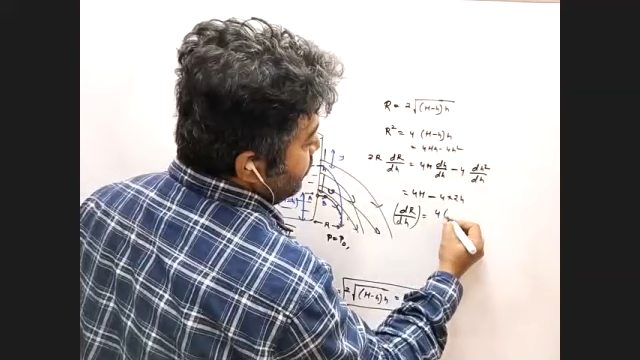 R = 2 √(H-h)h
R² = 4 (H-h)h
= 4Hh - 4h²
2R dR/dh = 4H dh/dh - 4 dh²/dh
= 4H - 4×2h
(dR/dh) = 4 (
R
P = P₀,
= 2 √(H-h)h =